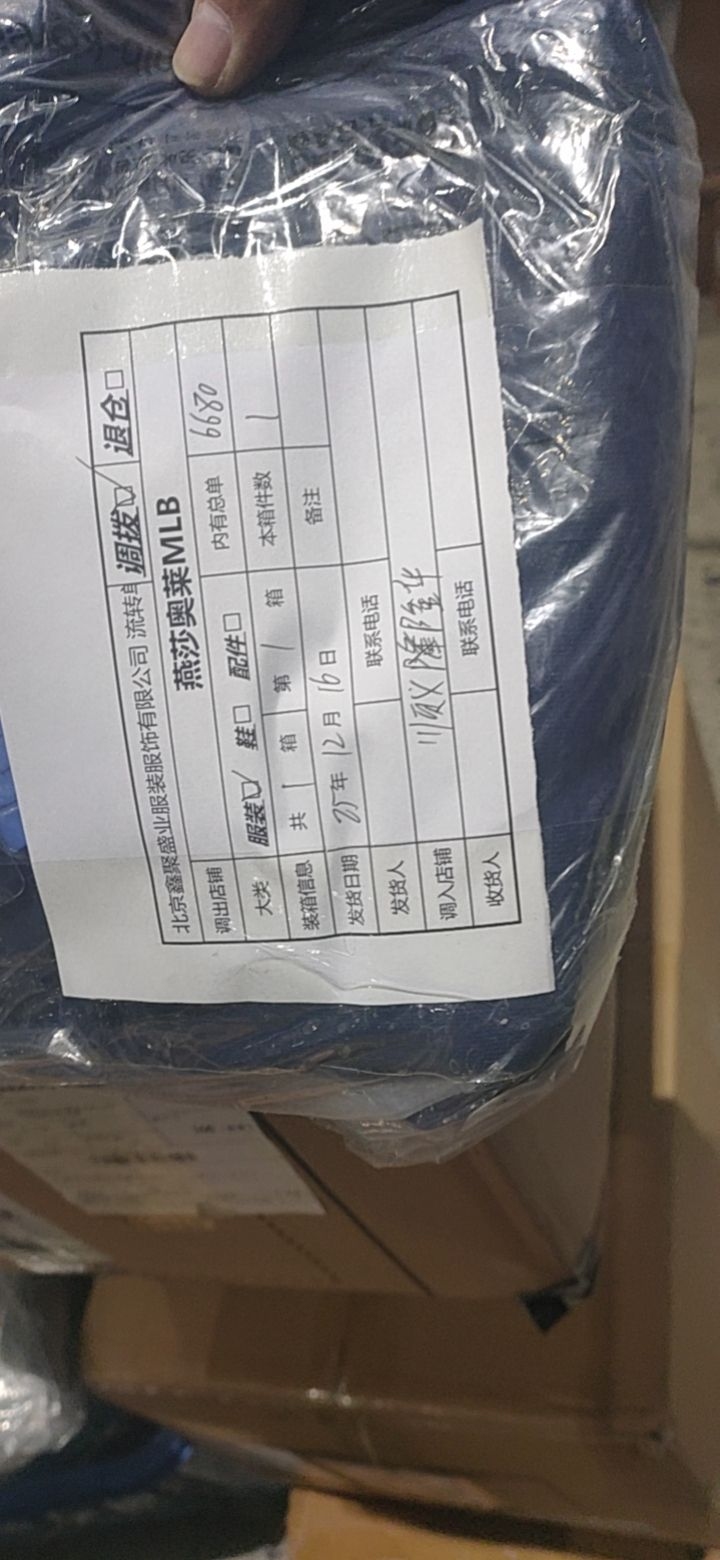 北京鑫聚盛业服装服饰有限公司 流转单 调拨☑ 退仓□
调出店铺 燕莎奥莱MLB
大类 服装☑ 鞋□ 配件□ 内有总单 6680
装箱信息 共 1 箱 第 1 箱 本箱件数 1
发货日期 25年 12月 16日 备注
发货人 联系电话
调入店铺 顺义隆华
收货人 联系电话